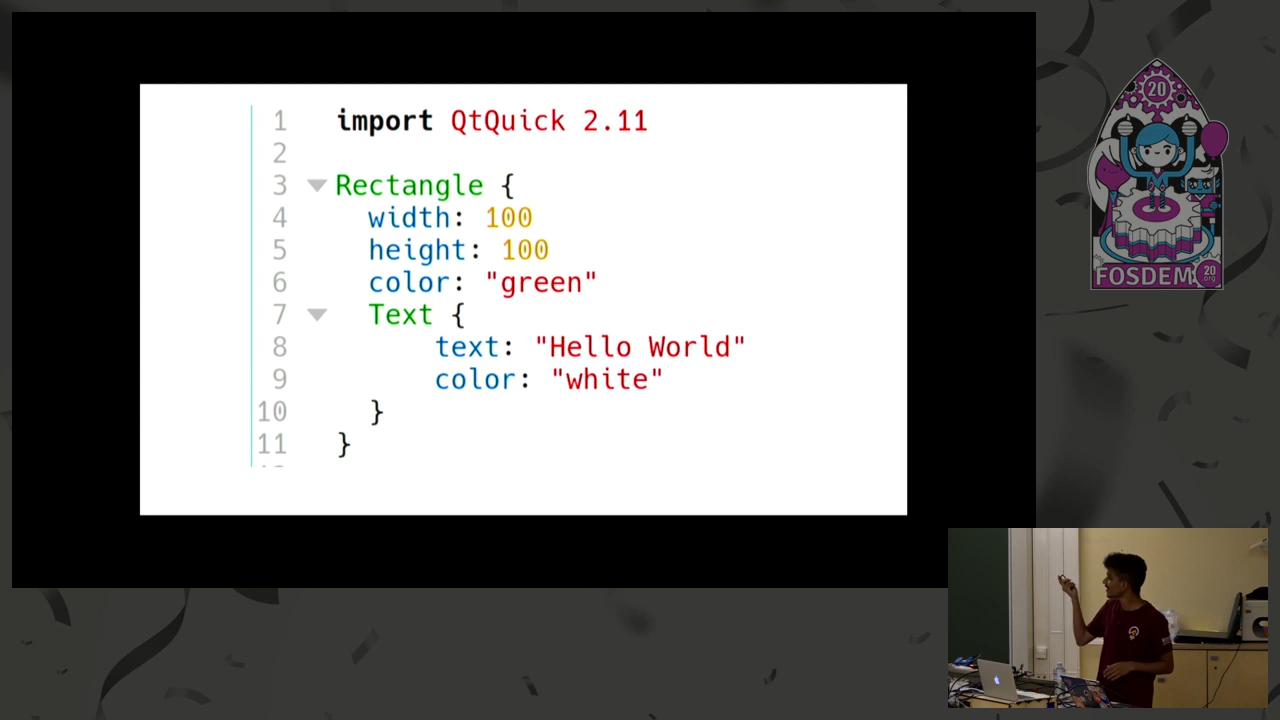 1 import QtQuick 2.11
2
3 Rectangle {
4 width: 100
5 height: 100
6 color: "green"
7 Text {
8 text: "Hello World"
9 color: "white"
10 }
11 }
20
FOSDEM
20
org